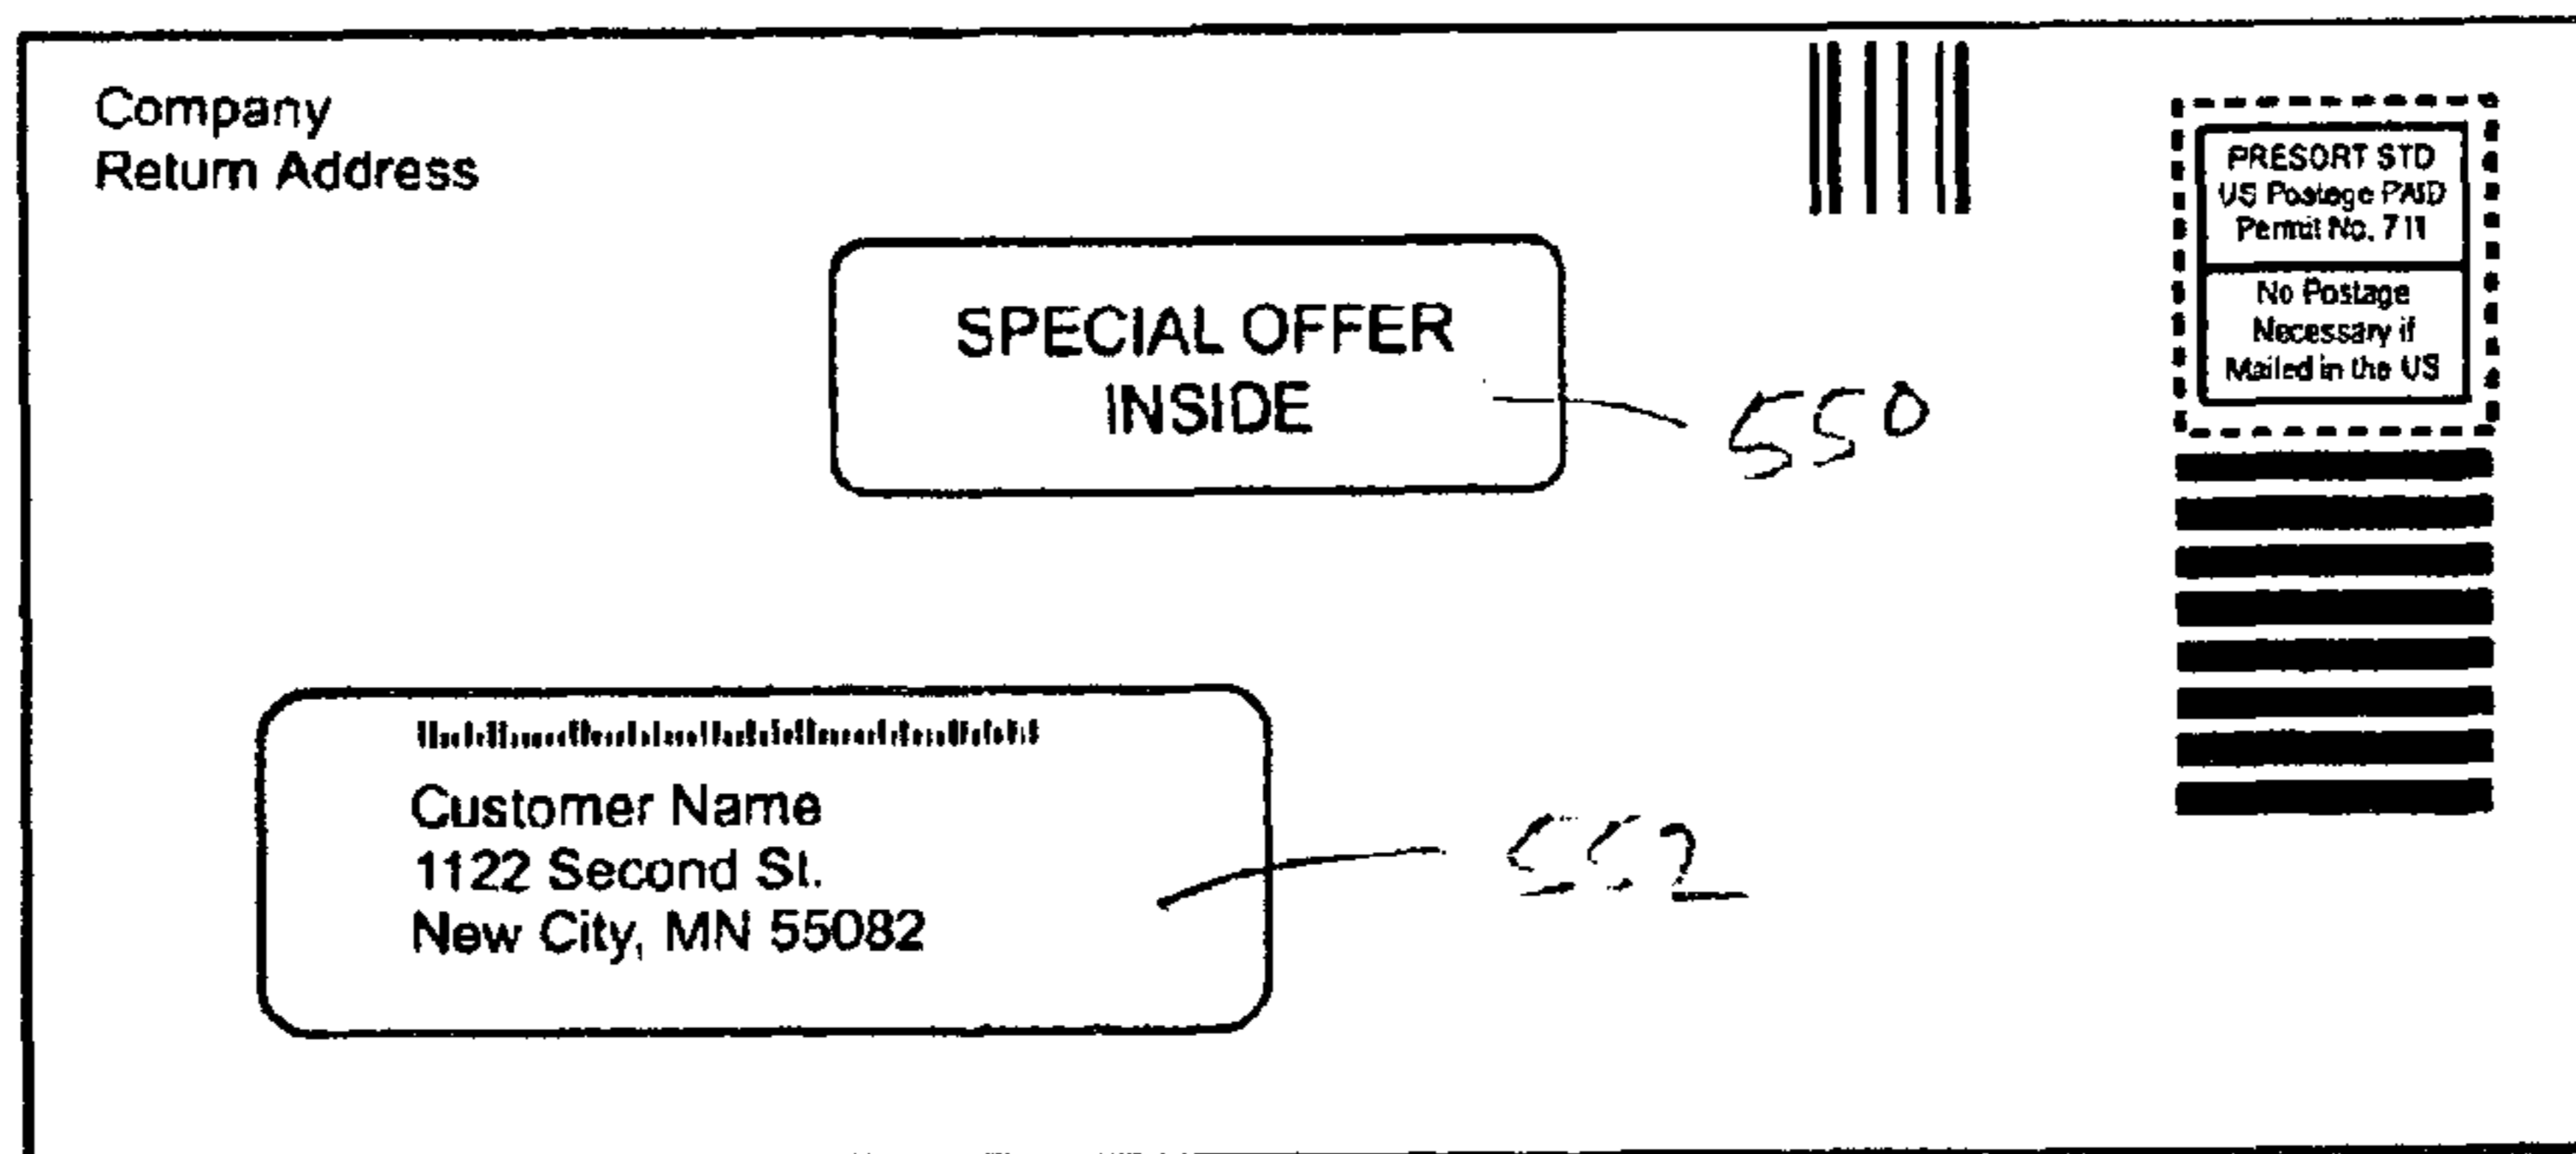 Company
Return Address
SPECIAL OFFER
INSIDE
550
PRESORT STD
US Postage PAID
Permit No. 711
No Postage
Necessary if
Mailed in the US
Customer Name
1122 Second St.
New City, MN 55082
552